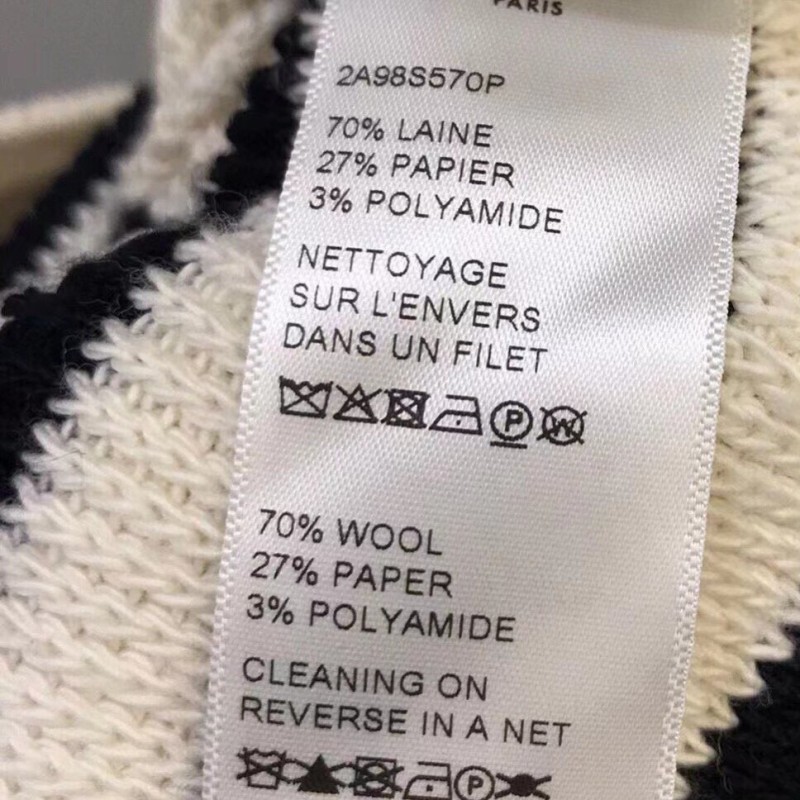 PARIS
2A98S570P
70% LAINE
27% PAPIER
3% POLYAMIDE
NETTOYAGE
SUR L'ENVERS
DANS UN FILET
P W
70% WOOL
27% PAPER
3% POLYAMIDE
CLEANING ON
REVERSE IN A NET
P